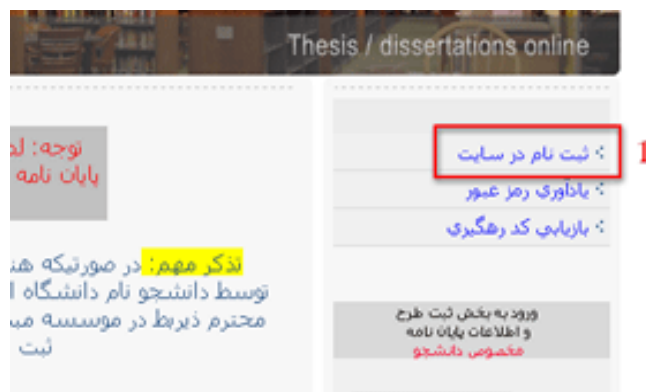 Thesis / dissertations online
1
ثبت نام در سایت
یادآوری رمز عبور
بازیابی کد رهگیری
ورود به بخش ثبت طرح
و اطلاعات پایان نامه
مخصوص دانشجو
توجه:
پایان نامه
تذکر مهم: در صورتیکه
توسط دانشجو نام دانشگاه
محترم ذیربط در موسسه
ثبت